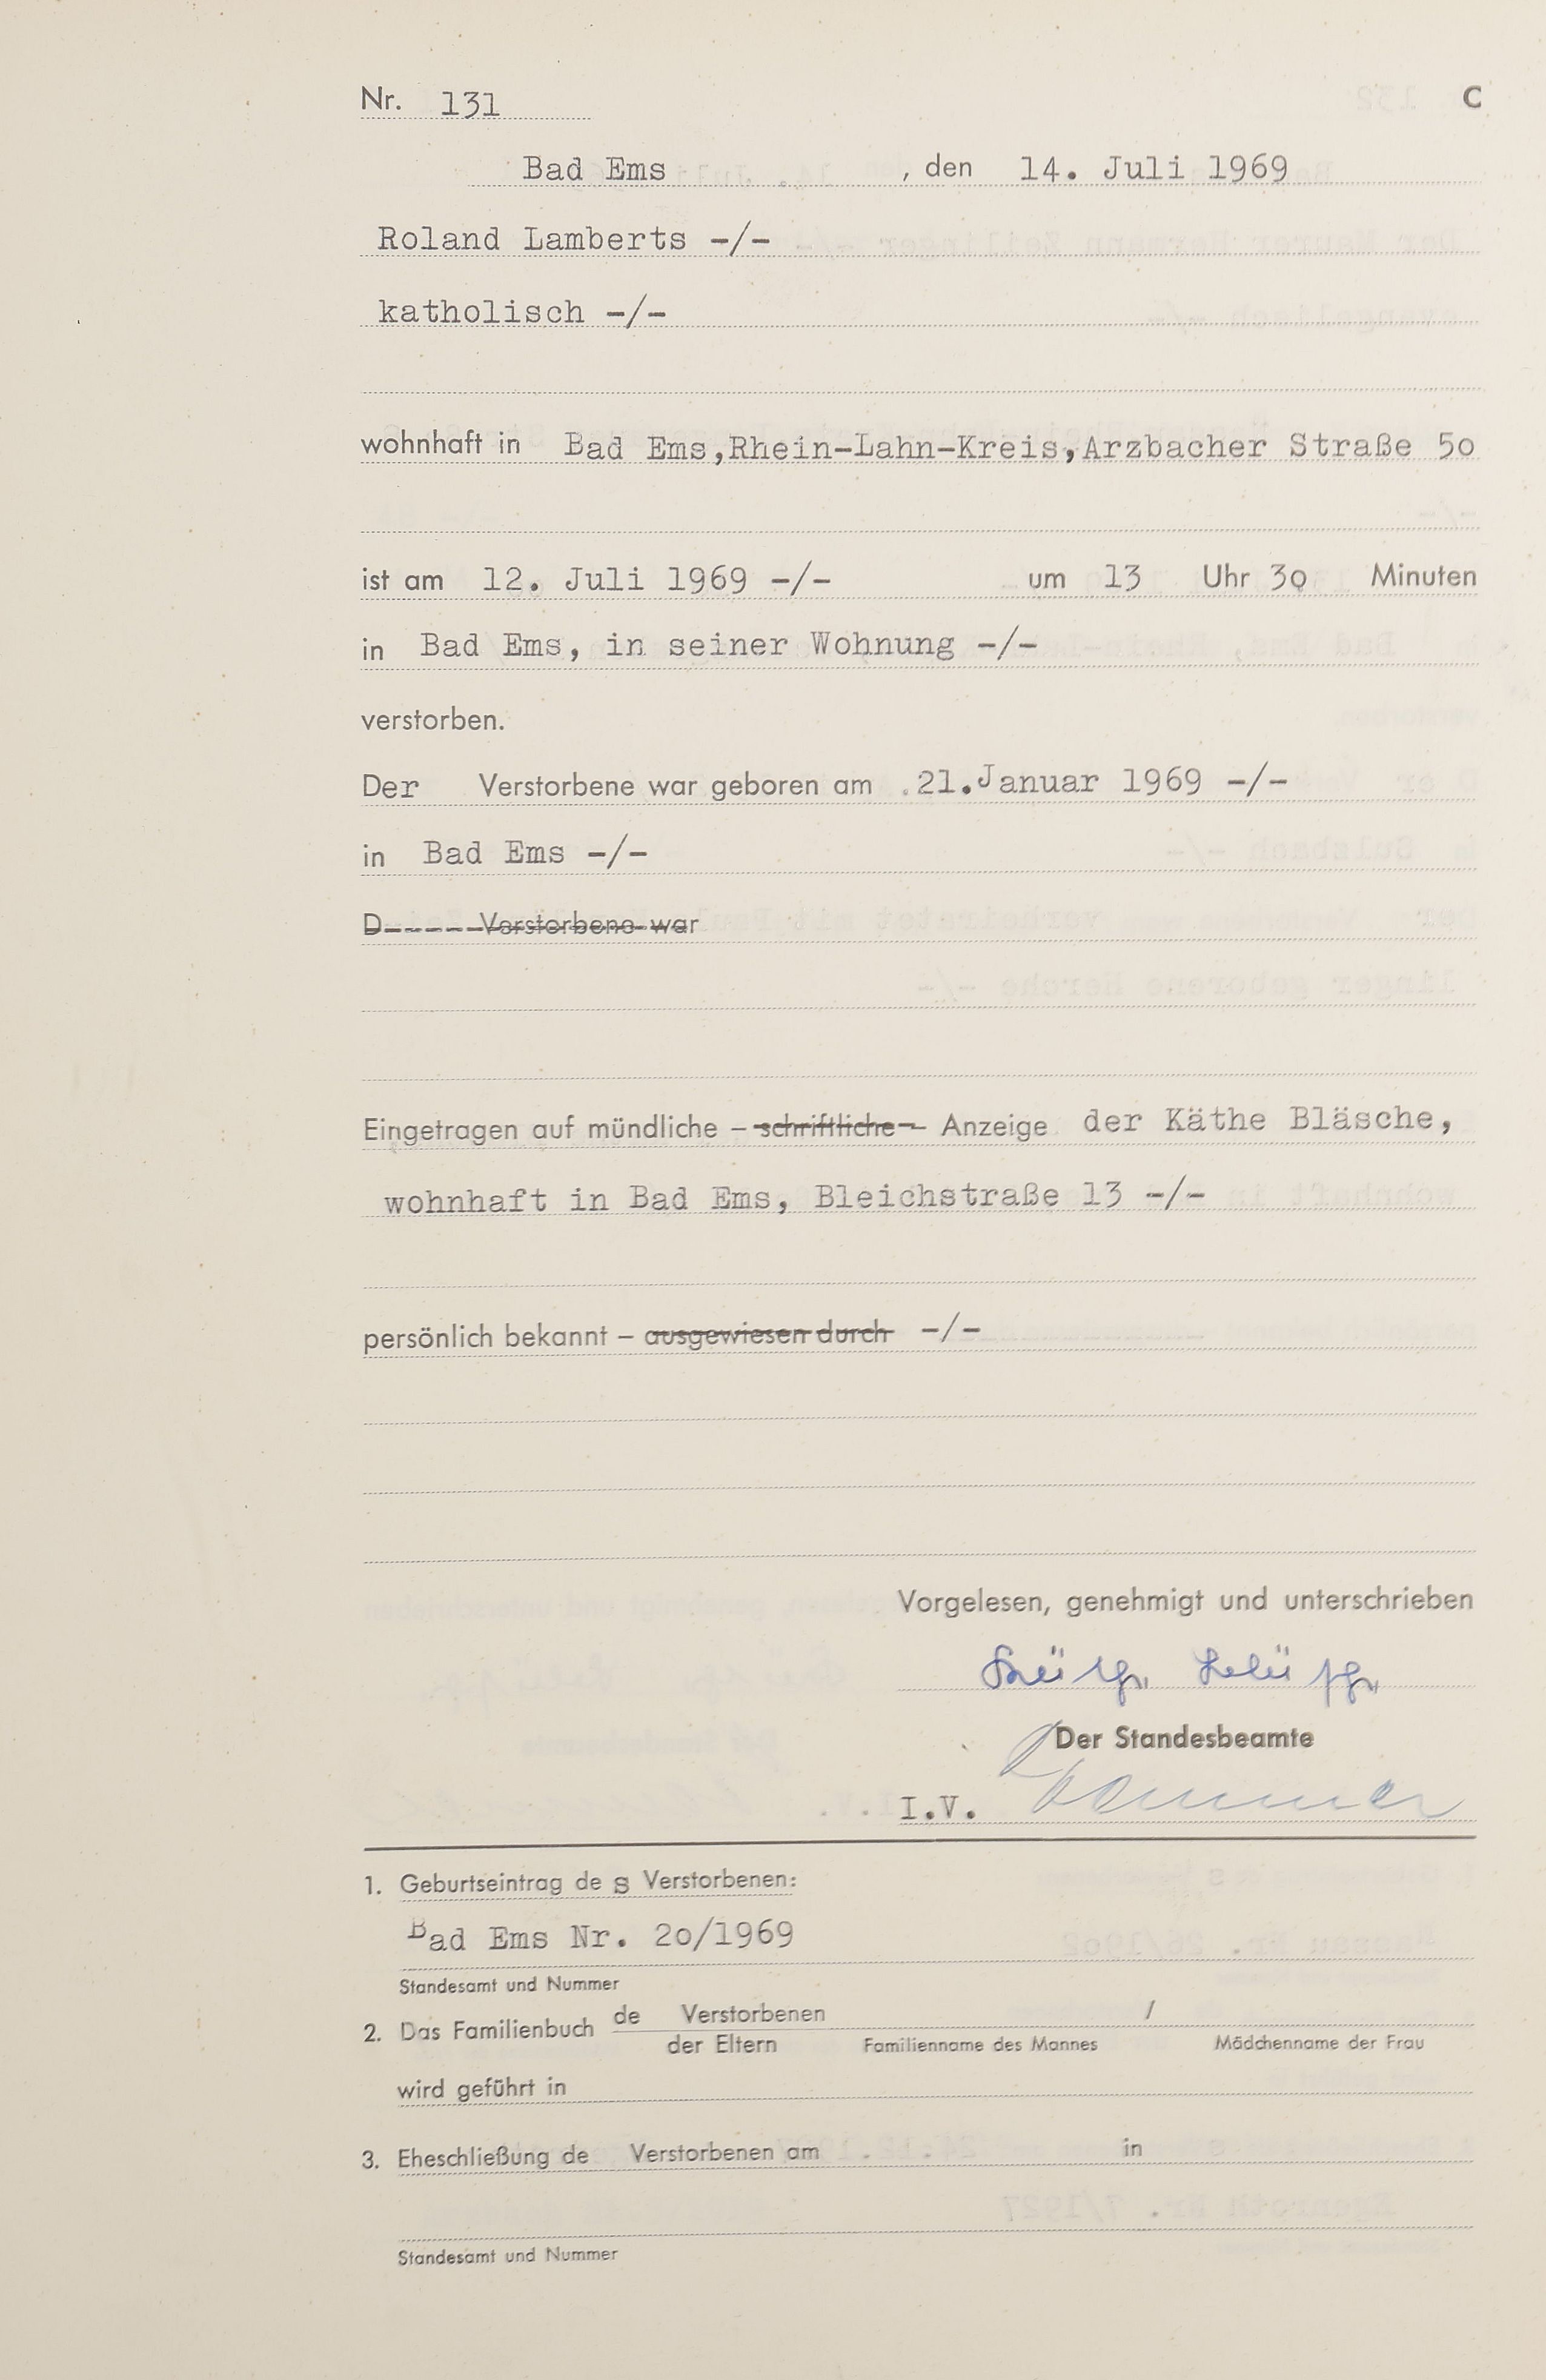 Nr. 131 C
Bad Ems , den 14. Juli 1969
Roland Lamberts -/-
katholisch -/-
wohnhaft in Bad Ems,Rhein-Lahn-Kreis,Arzbacher Straße 5o
ist am 12. Juli 1969 -/- um 13 Uhr 3o Minuten
in Bad Ems, in seiner Wohnung -/-
verstorben.
Der Verstorbene war geboren am 21.Januar 1969 -/-
in Bad Ems -/-
D------Verstorbene war
Eingetragen auf mündliche – schriftliche – Anzeige der Käthe Bläsche,
wohnhaft in Bad Ems, Bleichstraße 13 -/-
persönlich bekannt – ausgewiesen durch -/-
Vorgelesen, genehmigt und unterschrieben
Käthe Bläsche
Der Standesbeamte
I.V.
1. Geburtseintrag des Verstorbenen:
Bad Ems Nr. 2o/1969
Standesamt und Nummer
2. Das Familienbuch de Verstorbenen /
der Eltern Familienname des Mannes Mädchenname der Frau
wird geführt in
3. Eheschließung de Verstorbenen am in
Standesamt und Nummer